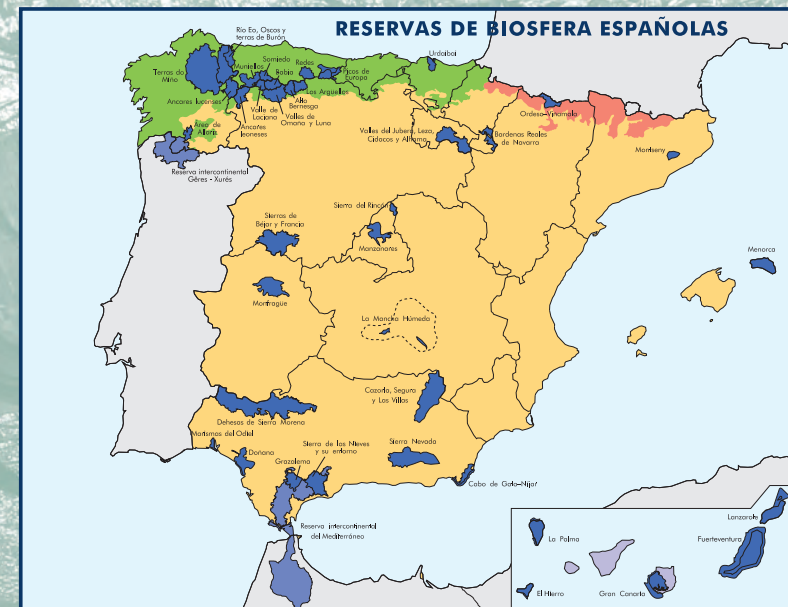 RESERVAS DE BIOSFERA ESPAÑOLAS
Río Eo, Oscos y
terras de Burón
Urdaibai
Somiedo
Redes
Muniellos
Babia
Picos de
Europa
Terras do
Miño
Los Argüellos
Ancares lucenses
Alto
Bernesga
Valle de
Laciana
Valles de
Omaña y Luna
Ancares
leoneses
Área de
Allariz
Ordesa-Viñamala
Valles del Jubera, Leza,
Cidacos y Alhama
Bardenas Reales
de Navarra
Montseny
Reserva intercontinental
Gêres - Xurés
Sierra del Rincón
Sierras de
Béjar y Francia
Manzanares
Menorca
Monfragüe
La Mancha Húmeda
Cazorla, Segura
y Las Villas
Dehesas de Sierra Morena
Marismas del Odiel
Sierra de las Nieves
y su entorno
Sierra Nevada
Doñana
Grazalema
Cabo de Gata-Níjar
Reserva intercontinental
del Mediterráneo
Lanzarote
La Palma
Fuerteventura
El Hierro
Gran Canaria